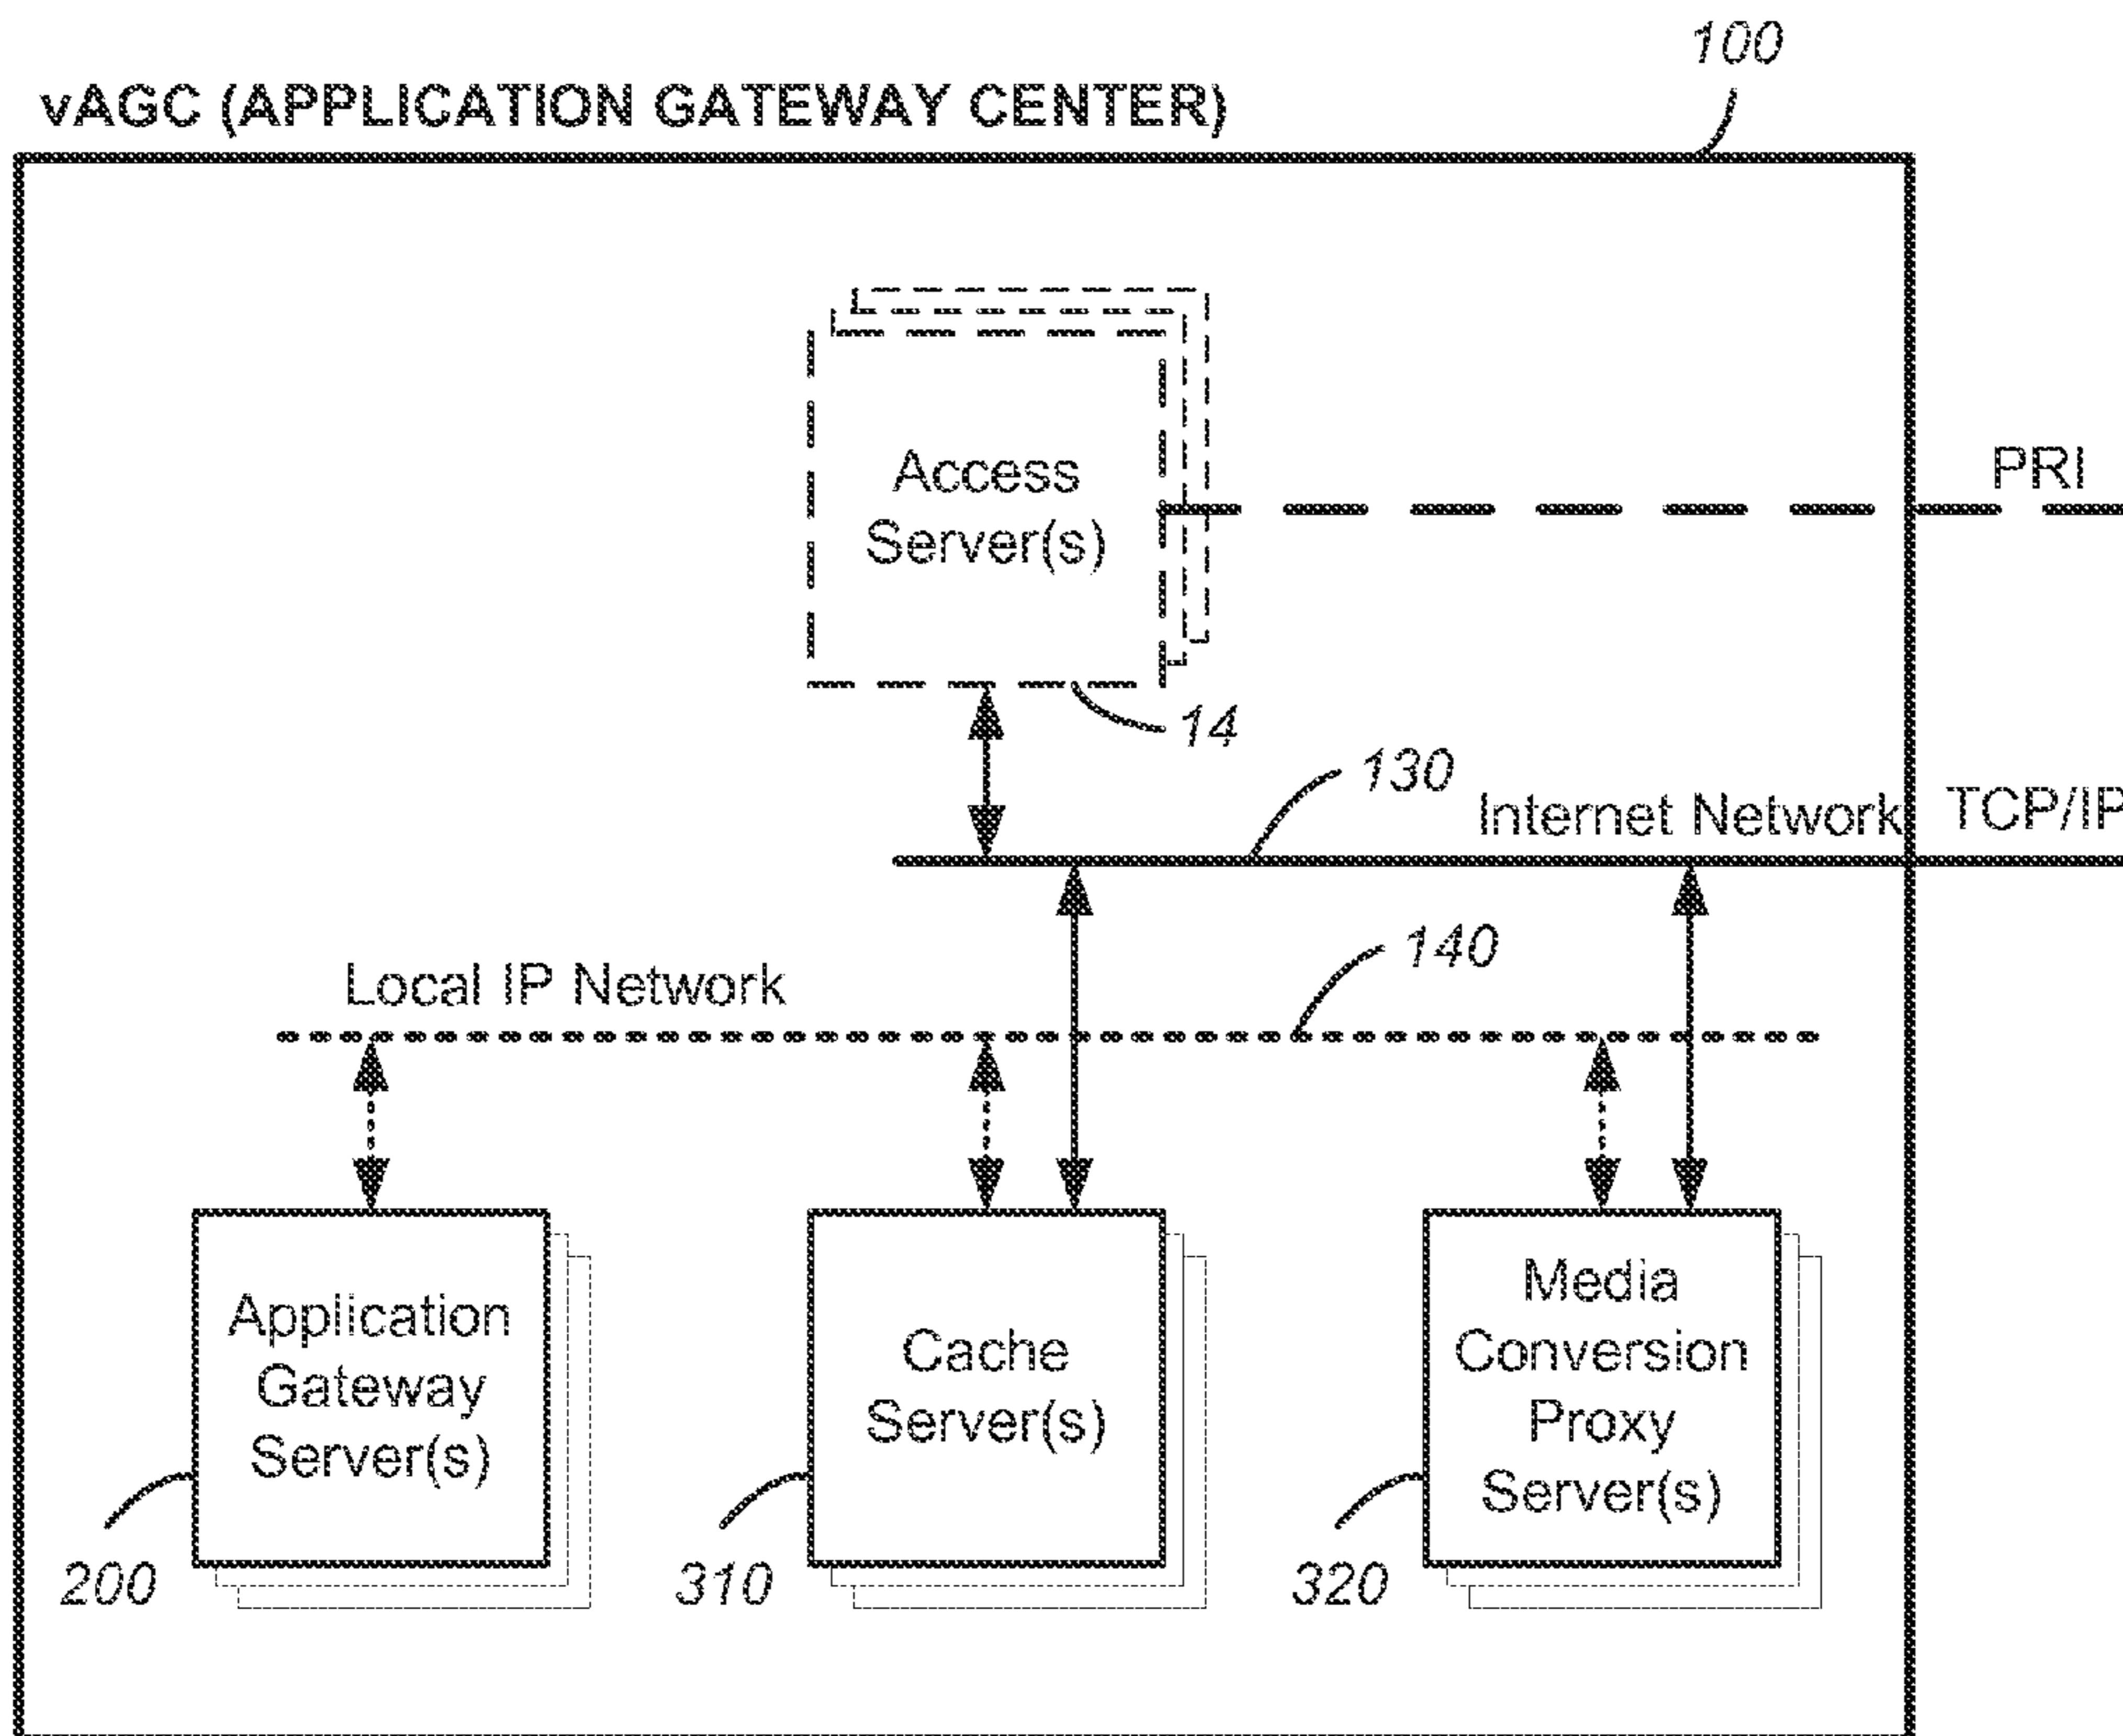 100
vAGC (APPLICATION GATEWAY CENTER)
Access
Server(s)
PRI
14
130
Internet Network
TCP/IP
140
Local IP Network
Application
Gateway
Server(s)
Cache
Server(s)
Media
Conversion
Proxy
Server(s)
200
310
320